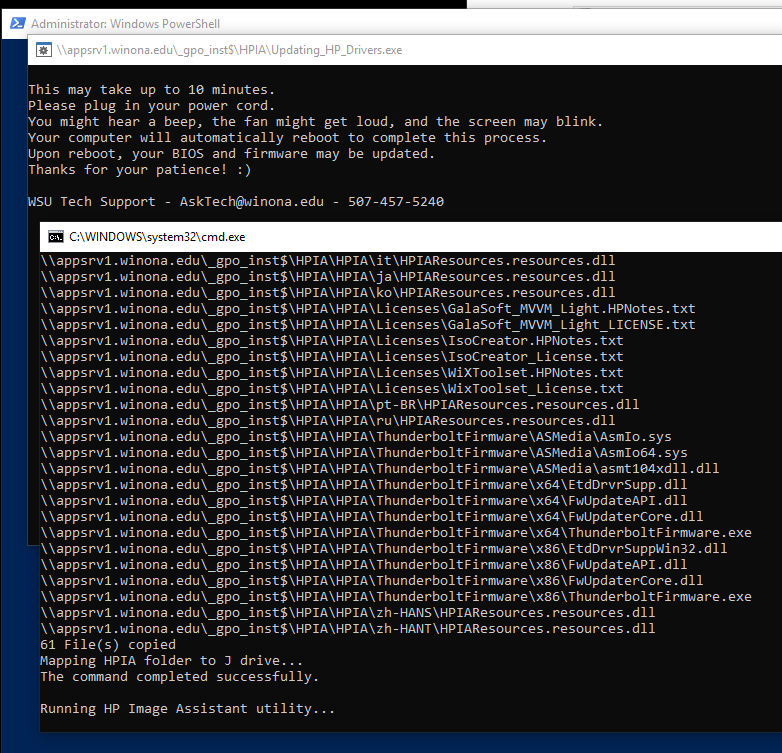 Administrator: Windows PowerShell
\\appsrv1.winona.edu\_gpo_inst$\HPIA\Updating_HP_Drivers.exe
This may take up to 10 minutes.
Please plug in your power cord.
You might hear a beep, the fan might get loud, and the screen may blink.
Your computer will automatically reboot to complete this process.
Upon reboot, your BIOS and firmware may be updated.
Thanks for your patience! :)
WSU Tech Support - AskTech@winona.edu - 507-457-5240
C:\WINDOWS\system32\cmd.exe
\\appsrv1.winona.edu\_gpo_inst$\HPIA\HPIA\it\HPIAResources.resources.dll
\\appsrv1.winona.edu\_gpo_inst$\HPIA\HPIA\ja\HPIAResources.resources.dll
\\appsrv1.winona.edu\_gpo_inst$\HPIA\HPIA\ko\HPIAResources.resources.dll
\\appsrv1.winona.edu\_gpo_inst$\HPIA\HPIA\Licenses\GalaSoft_MVVM_Light.HPNotes.txt
\\appsrv1.winona.edu\_gpo_inst$\HPIA\HPIA\Licenses\GalaSoft_MVVM_Light_LICENSE.txt
\\appsrv1.winona.edu\_gpo_inst$\HPIA\HPIA\Licenses\IsoCreator.HPNotes.txt
\\appsrv1.winona.edu\_gpo_inst$\HPIA\HPIA\Licenses\IsoCreator_License.txt
\\appsrv1.winona.edu\_gpo_inst$\HPIA\HPIA\Licenses\WiXToolset.HPNotes.txt
\\appsrv1.winona.edu\_gpo_inst$\HPIA\HPIA\Licenses\WixToolset_License.txt
\\appsrv1.winona.edu\_gpo_inst$\HPIA\HPIA\pt-BR\HPIAResources.resources.dll
\\appsrv1.winona.edu\_gpo_inst$\HPIA\HPIA\ru\HPIAResources.resources.dll
\\appsrv1.winona.edu\_gpo_inst$\HPIA\HPIA\ThunderboltFirmware\ASMedia\AsmIo.sys
\\appsrv1.winona.edu\_gpo_inst$\HPIA\HPIA\ThunderboltFirmware\ASMedia\AsmIo64.sys
\\appsrv1.winona.edu\_gpo_inst$\HPIA\HPIA\ThunderboltFirmware\ASMedia\asmt104xdll.dll
\\appsrv1.winona.edu\_gpo_inst$\HPIA\HPIA\ThunderboltFirmware\x64\EtdDrvrSupp.dll
\\appsrv1.winona.edu\_gpo_inst$\HPIA\HPIA\ThunderboltFirmware\x64\FwUpdateAPI.dll
\\appsrv1.winona.edu\_gpo_inst$\HPIA\HPIA\ThunderboltFirmware\x64\FwUpdaterCore.dll
\\appsrv1.winona.edu\_gpo_inst$\HPIA\HPIA\ThunderboltFirmware\x64\ThunderboltFirmware.exe
\\appsrv1.winona.edu\_gpo_inst$\HPIA\HPIA\ThunderboltFirmware\x86\EtdDrvrSuppWin32.dll
\\appsrv1.winona.edu\_gpo_inst$\HPIA\HPIA\ThunderboltFirmware\x86\FwUpdateAPI.dll
\\appsrv1.winona.edu\_gpo_inst$\HPIA\HPIA\ThunderboltFirmware\x86\FwUpdaterCore.dll
\\appsrv1.winona.edu\_gpo_inst$\HPIA\HPIA\ThunderboltFirmware\x86\ThunderboltFirmware.exe
\\appsrv1.winona.edu\_gpo_inst$\HPIA\HPIA\zh-HANS\HPIAResources.resources.dll
\\appsrv1.winona.edu\_gpo_inst$\HPIA\HPIA\zh-HANT\HPIAResources.resources.dll
61 File(s) copied
Mapping HPIA folder to J drive...
The command completed successfully.
Running HP Image Assistant utility...